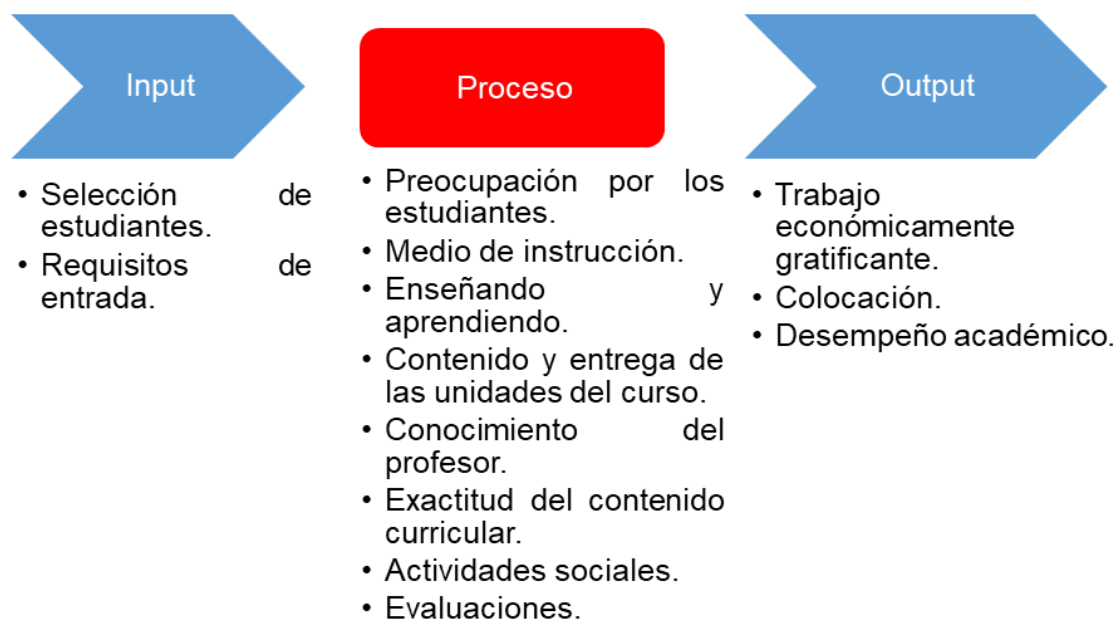 Input
• Selección de
estudiantes.
• Requisitos de
entrada.
Proceso
• Preocupación por los
estudiantes.
• Medio de instrucción.
• Enseñando y
aprendiendo.
• Contenido y entrega de
las unidades del curso.
• Conocimiento del
profesor.
• Exactitud del contenido
curricular.
• Actividades sociales.
• Evaluaciones.
Output
• Trabajo
económicamente
gratificante.
• Colocación.
• Desempeño académico.